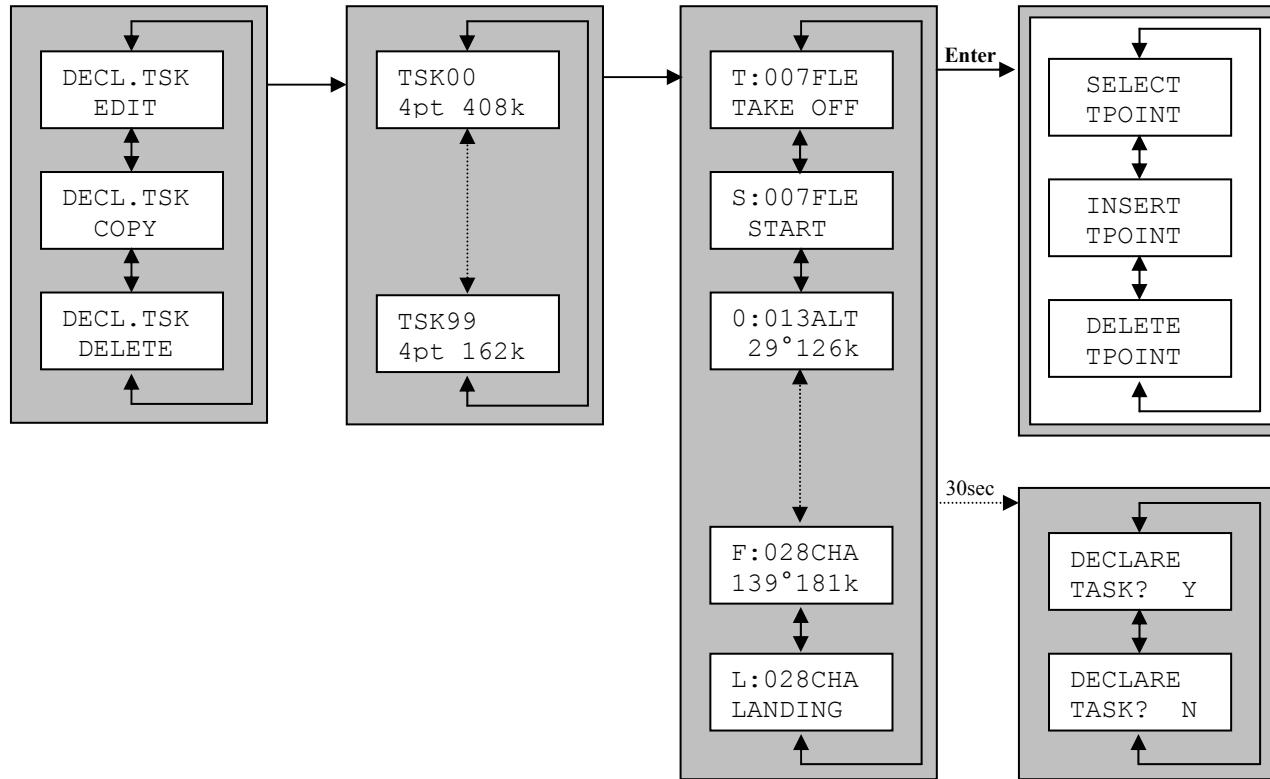 DECL.TSK
EDIT
DECL.TSK
COPY
DECL.TSK
DELETE
TSK00
4pt 408k
TSK99
4pt 162k
T:007FLE
TAKE OFF
S:007FLE
START
0:013ALT
29°126k
F:028CHA
139°181k
L:028CHA
LANDING
Enter
SELECT
TPOINT
INSERT
TPOINT
DELETE
TPOINT
30sec
DECLARE
TASK? Y
DECLARE
TASK? N